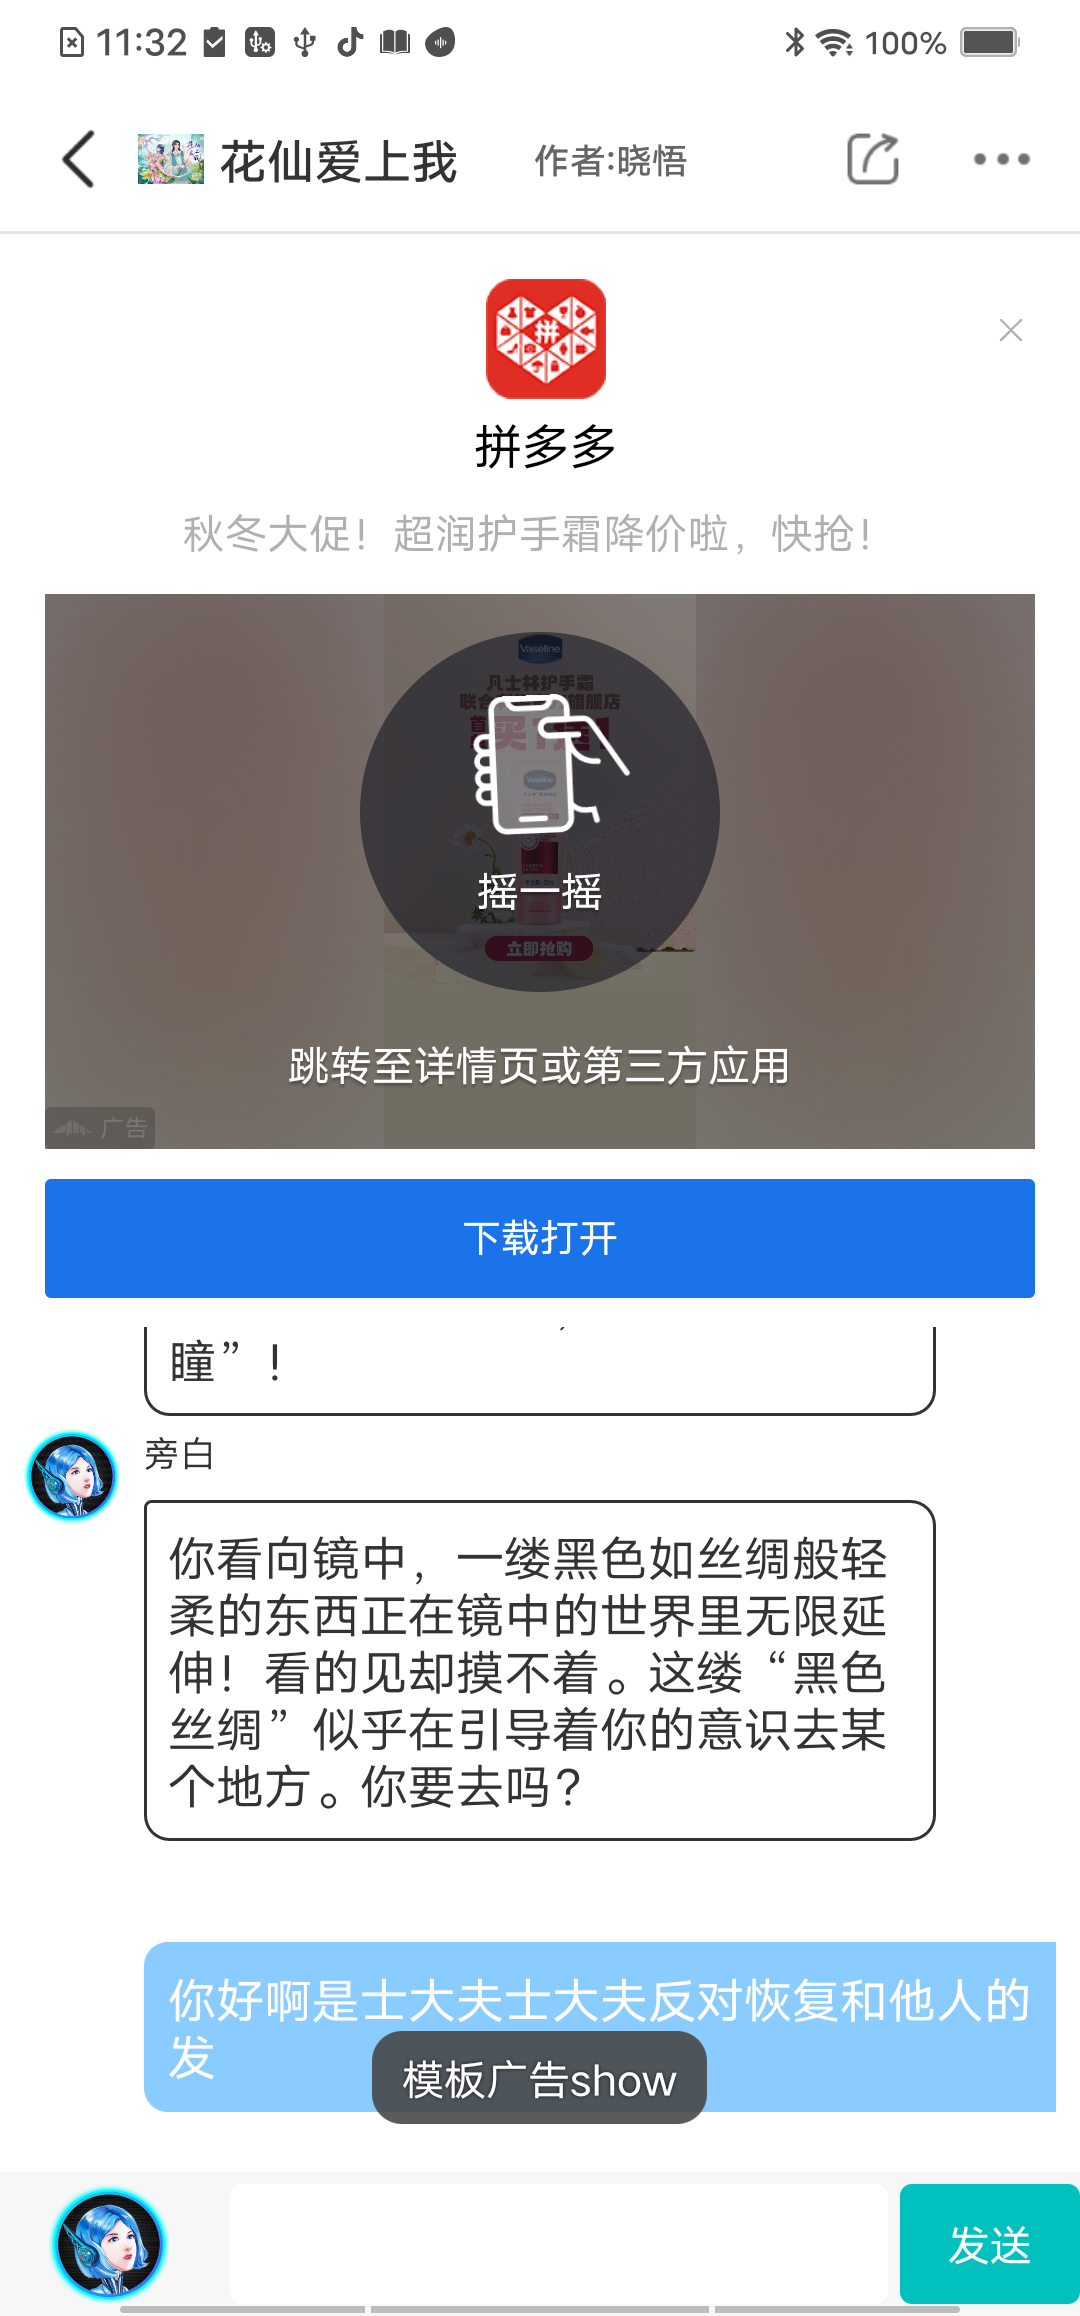 11:32
100%
花仙爱上我
作者:晓悟
拼
拼多多
秋冬大促！超润护手霜降价啦，快抢！
Vaseline
凡士林护手霜
Vaseline
摇一摇
立即抢购
跳转至详情页或第三方应用
广告
下载打开
瞳”！
旁白
你看向镜中，一缕黑色如丝绸般轻
柔的东西正在镜中的世界里无限延
伸！看的见却摸不着。这缕“黑色
丝绸”似乎在引导着你的意识去某
个地方。你要去吗？
你好啊是士大夫士大夫反对恢复和他人的
发
模板广告show
发送